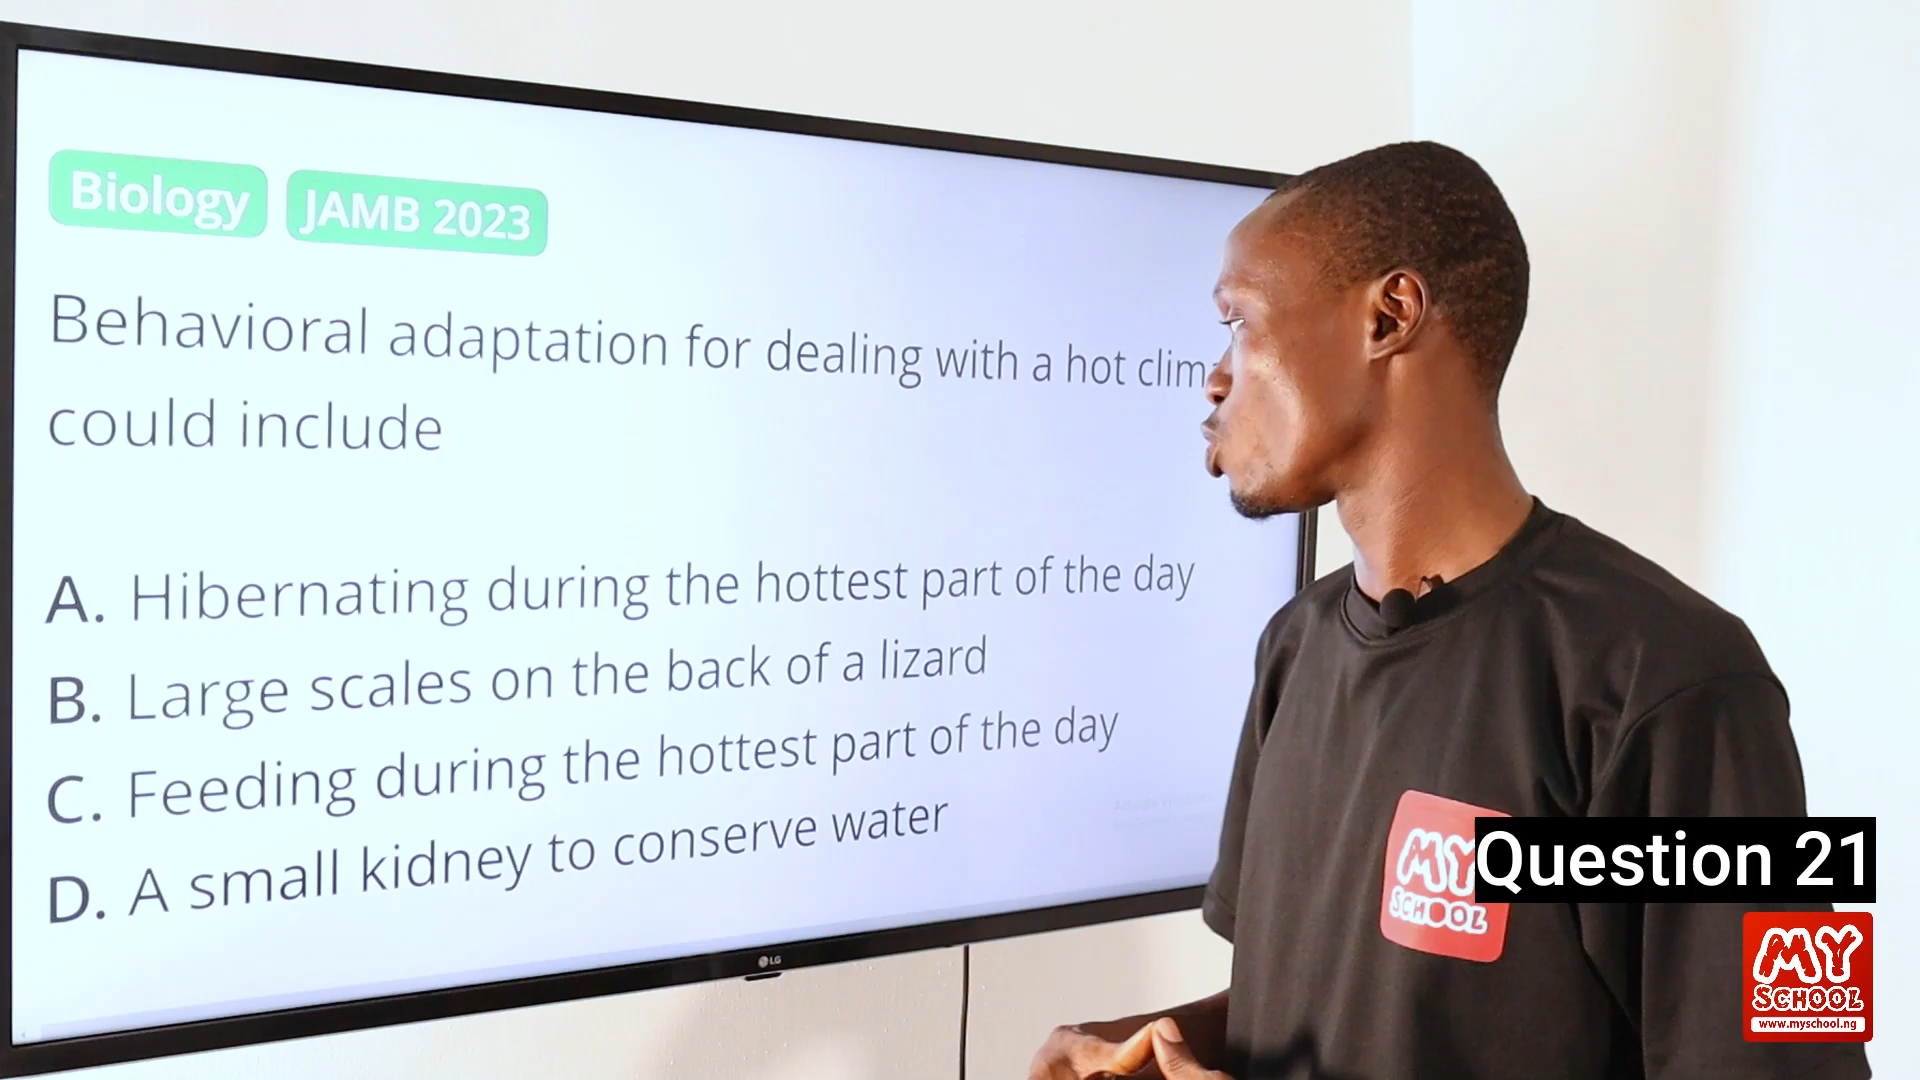 Biology JAMB 2023
Behavioral adaptation for dealing with a hot
could include
A. Hibernating during the hottest part of the day
B. Large scales on the back of a lizard
C. Feeding during the hottest part of the day
D. A small kidney to conserve water
LG
MY
SCHOOL
Question 21
MY
SCHOOL
www.myschool.ng